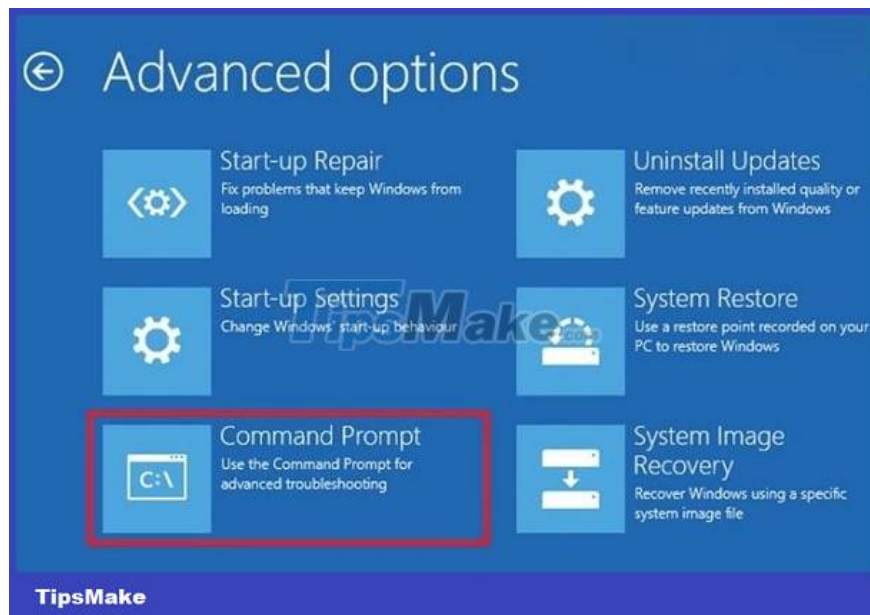 Advanced options
Start-up Repair
Fix problems that keep Windows from
loading
Uninstall Updates
Remove recently installed quality or
feature updates from Windows
Start-up Settings
Change Windows' start-up behaviour
System Restore
Use a restore point recorded on your
PC to restore Windows
TipsMake.com
Command Prompt
Use the Command Prompt for
advanced troubleshooting
C:\
System Image
Recovery
Recover Windows using a specific
system image file
TipsMake